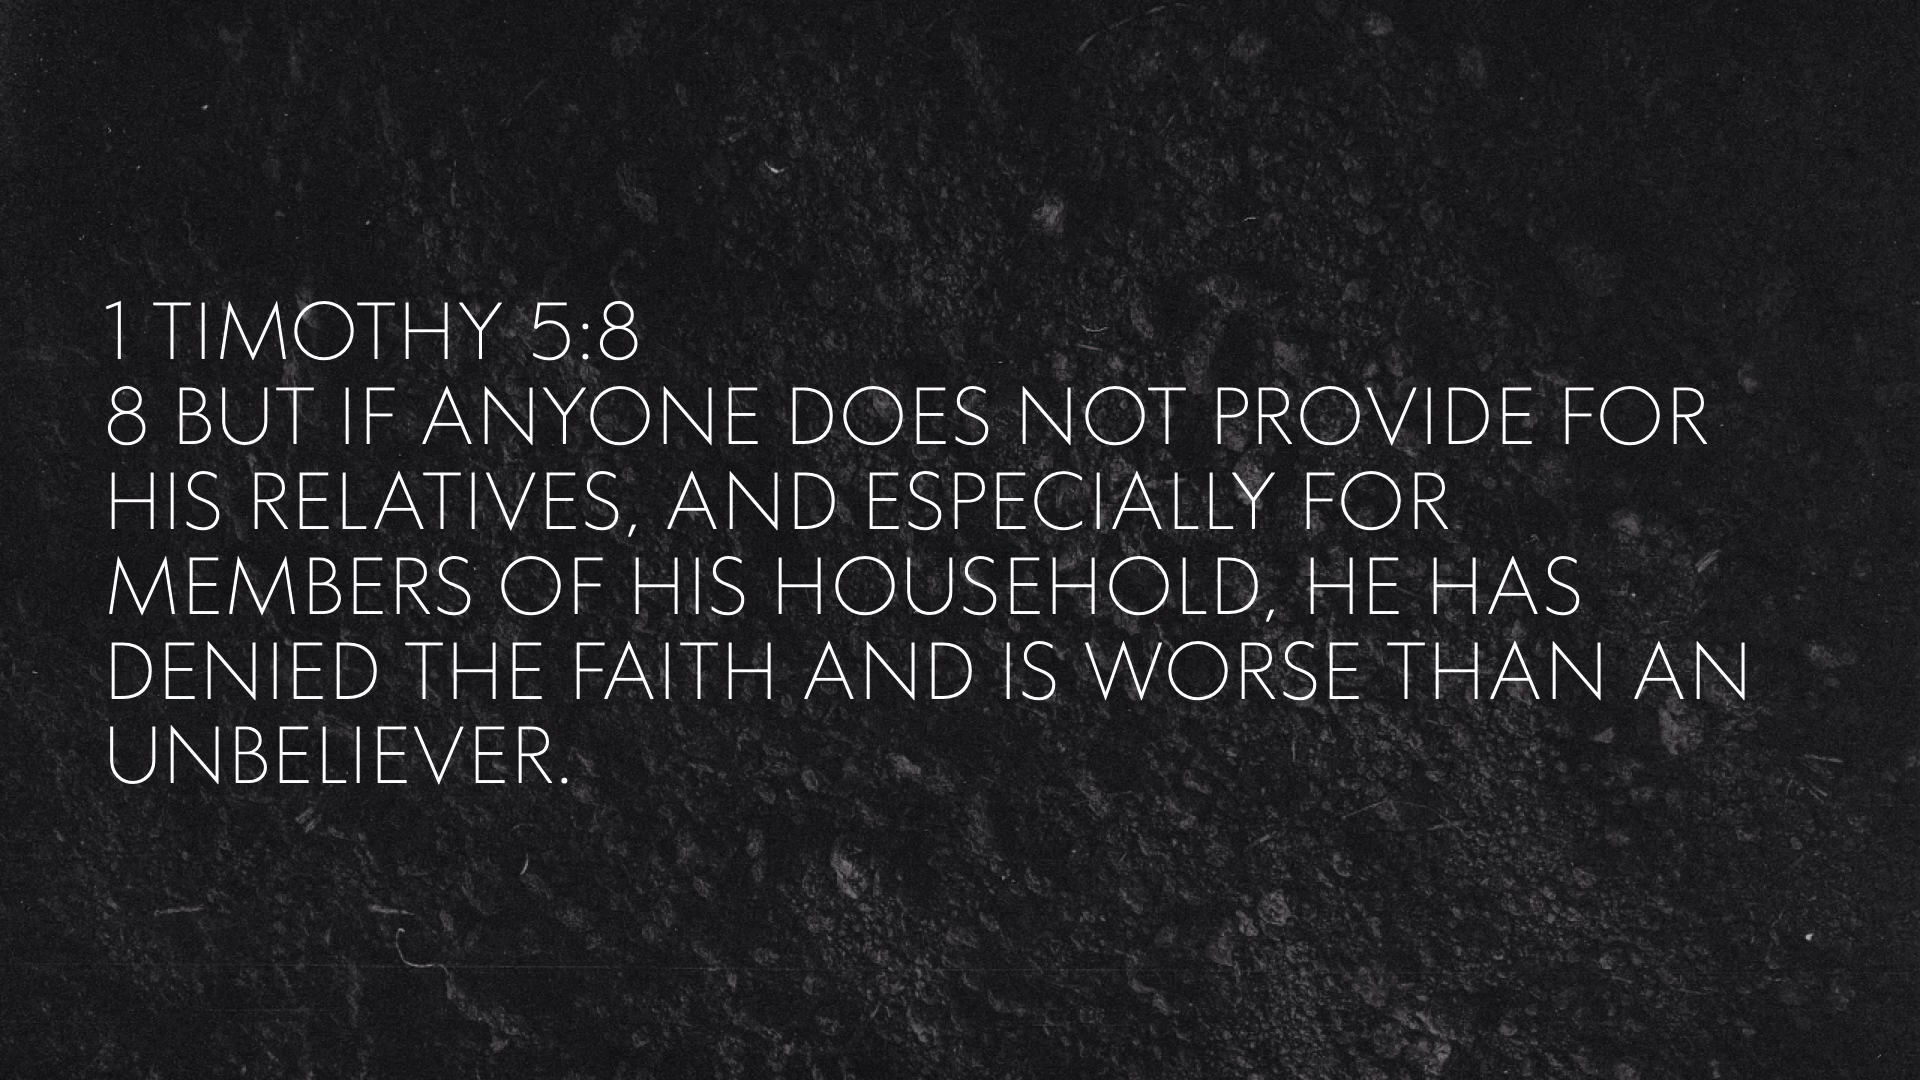 1 TIMOTHY 5:8
8 BUT IF ANYONE DOES NOT PROVIDE FOR
HIS RELATIVES, AND ESPECIALLY FOR
MEMBERS OF HIS HOUSEHOLD, HE HAS
DENIED THE FAITH AND IS WORSE THAN AN
UNBELIEVER.